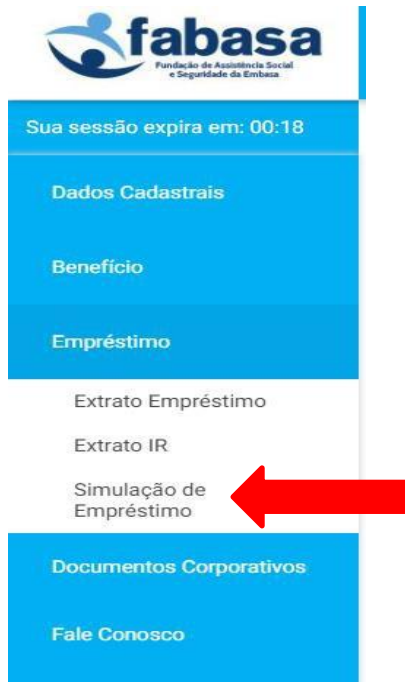 fabasa
Fundação de Assistência Social
e Seguridade da Embasa
Sua sessão expira em: 00:18
Dados Cadastrais
Benefício
Empréstimo
Extrato Empréstimo
Extrato IR
Simulação de
Empréstimo
Documentos Corporativos
Fale Conosco